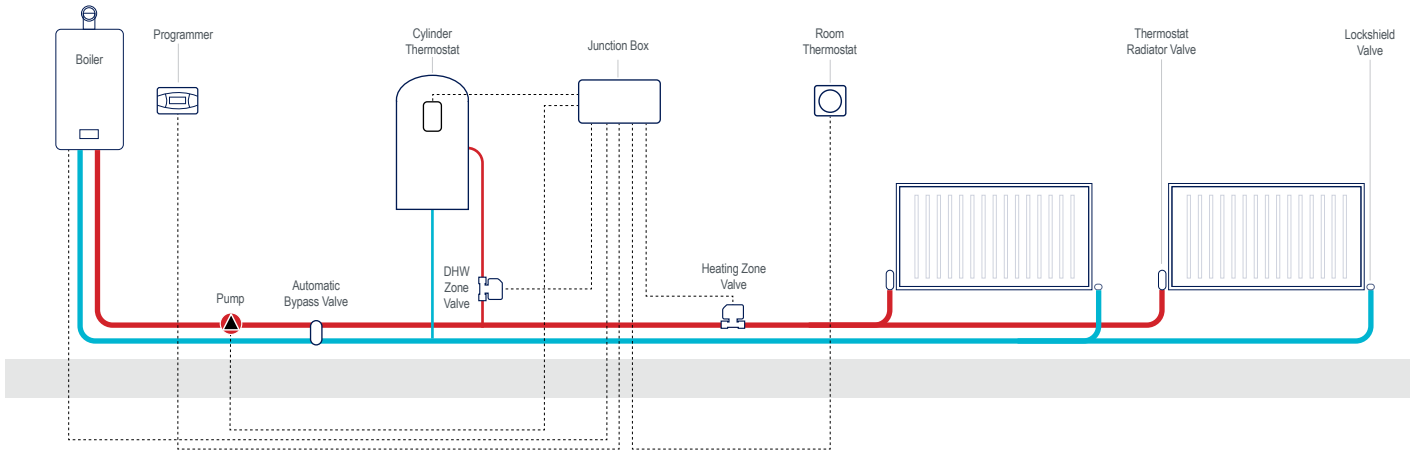 Boiler
Programmer
Cylinder
Thermostat
Junction Box
Room
Thermostat
Thermostat
Radiator Valve
Lockshield
Valve
Pump
Automatic
Bypass Valve
DHW
Zone
Valve
Heating Zone
Valve